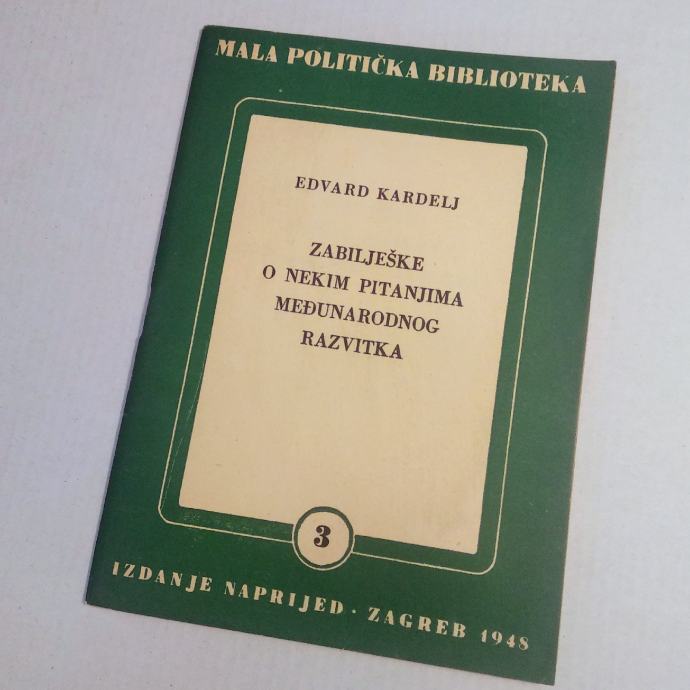 MALA POLITIČKA BIBLIOTEKA
EDVARD KARDELJ
ZABILJEŠKE
O NEKIM PITANJIMA
MEĐUNARODNOG
RAZVITKA
3
IZDANJE NAPRIJED · ZAGREB 1948